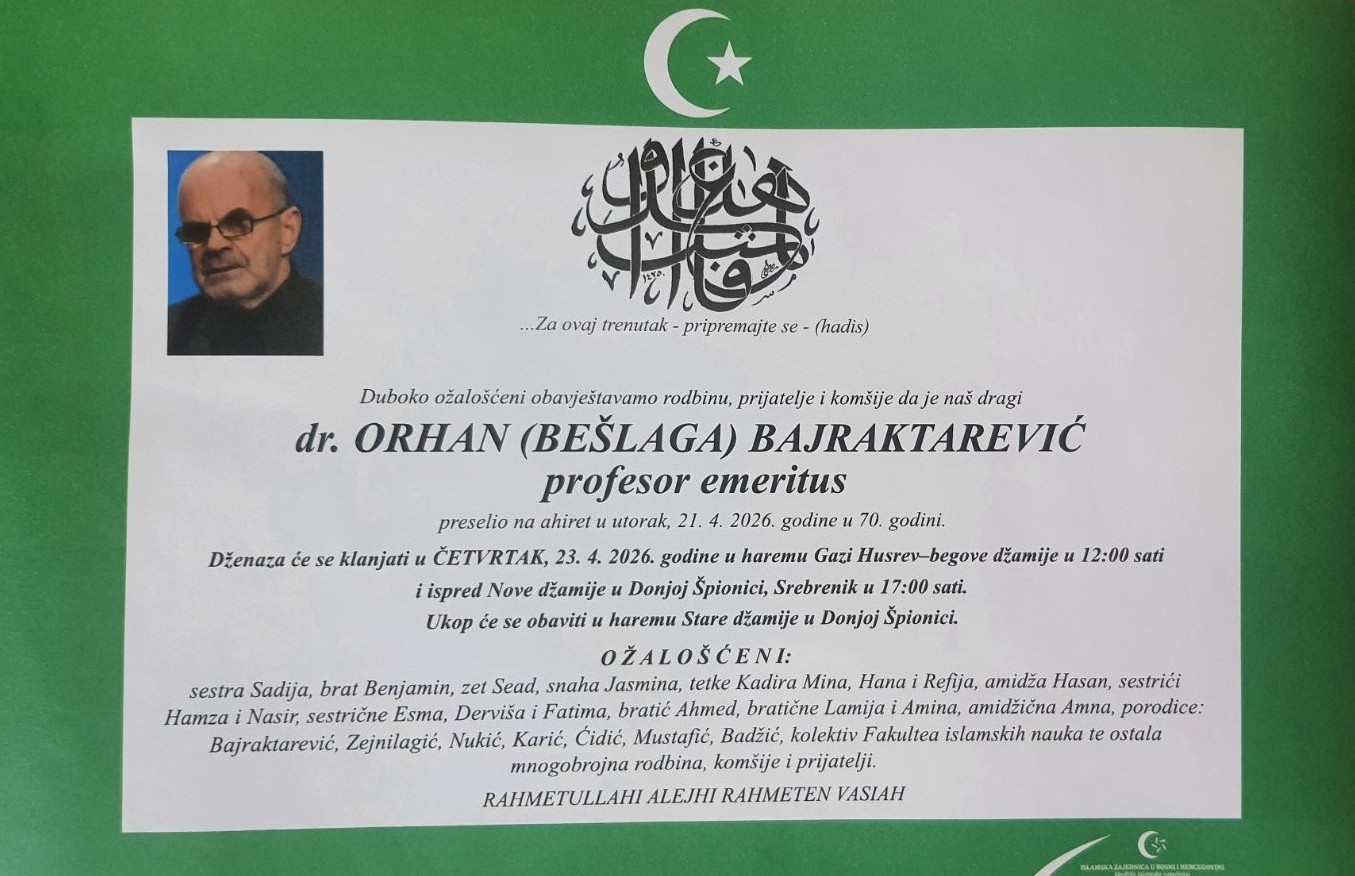 ...Za ovaj trenutak - pripremajte se - (hadis)
Duboko ožalošćeni obavještavamo rodbinu, prijatelje i komšije da je naš dragi
dr. ORHAN (BEŠLAGA) BAJRAKTAREVIĆ
profesor emeritus
preselio na ahiret u utorak, 21. 4. 2026. godine u 70. godini.
Dženaza će se klanjati u ČETVRTAK, 23. 4. 2026. godine u haremu Gazi Husrev–begove džamije u 12:00 sati
i ispred Nove džamije u Donjoj Špionici, Srebrenik u 17:00 sati.
Ukop će se obaviti u haremu Stare džamije u Donjoj Špionici.
OŽALOŠĆENI:
sestra Sadija, brat Benjamin, zet Sead, snaha Jasmina, tetke Kadira Mina, Hana i Refija, amidža Hasan, sestrići
Hamza i Nasir, sestrične Esma, Derviša i Fatima, bratić Ahmed, bratične Lamija i Amina, amidžična Amna, porodice:
Bajraktarević, Zejnilagić, Nukić, Karić, Ćidić, Mustafić, Badžić, kolektiv Fakultea islamskih nauka te ostala
mnogobrojna rodbina, komšije i prijatelji.
RAHMETULLAHI ALEJHI RAHMETEN VASIAH
ISLAMSKA ZAJEDNICA U BOSNI I HERCEGOVINI